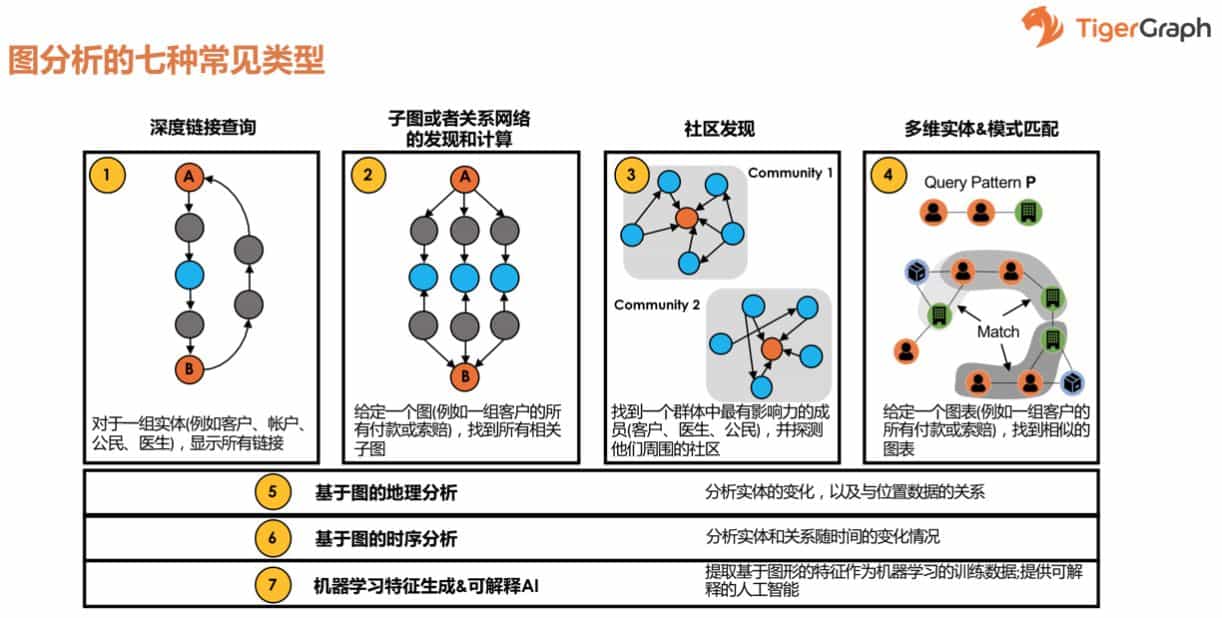 TigerGraph
图分析的七种常见类型
深度链接查询
1
A
B
对于一组实体(例如客户、帐户、
公民、医生)，显示所有链接
子图或者关系网络
的发现和计算
2
A
B
给定一个图(例如一组客户的所
有付款或索赔)，找到所有相关
子图
社区发现
3
Community 1
Community 2
找到一个群体中最有影响力的成
员(客户、医生、公民)，并探测
他们周围的社区
多维实体&模式匹配
4
Query Pattern P
Match
给定一个图表(例如一组客户的
所有付款或索赔)，找到相似的
图表
5 基于图的地理分析 分析实体的变化，以及与位置数据的关系
6 基于图的时序分析 分析实体和关系随时间的变化情况
7 机器学习特征生成&可解释AI 提取基于图形的特征作为机器学习的训练数据;提供可解
释的人工智能